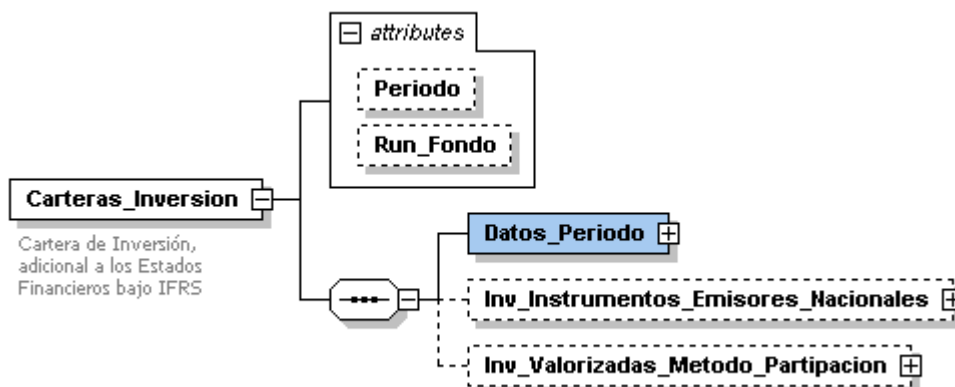 attributes
Periodo
Run_Fondo
Carteras_Inversion
Cartera de Inversión,
adicional a los Estados
Financieros bajo IFRS
Datos_Periodo
Inv_Instrumentos_Emisores_Nacionales
Inv_Valorizadas_Metodo_Partipacion